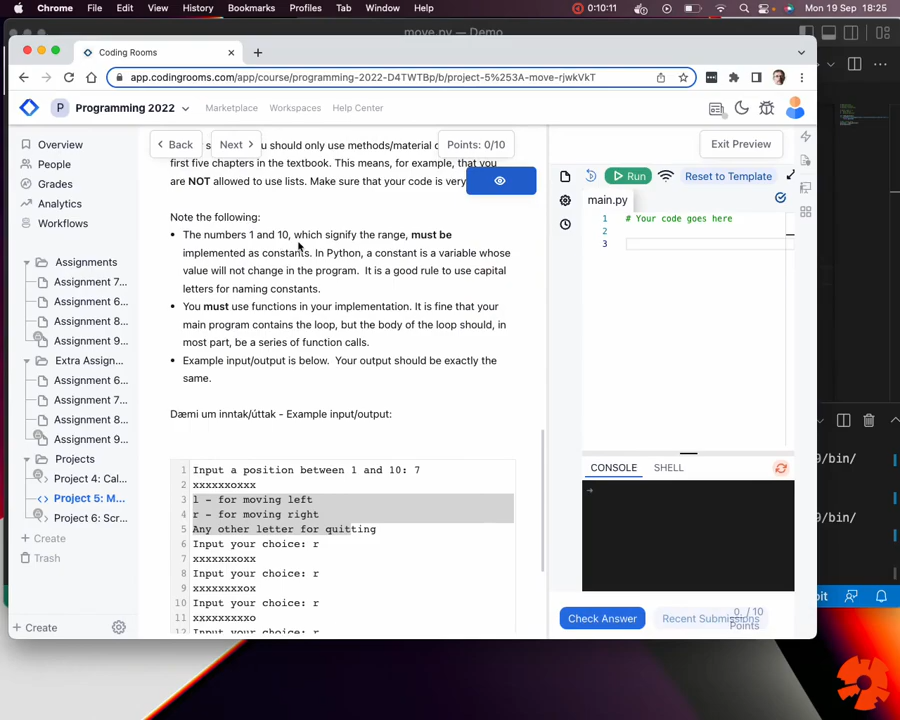 Chrome File Edit View History Bookmarks Profiles Tab Window Help 0:10:11 Mon 19 Sep 18:25
move.py — Demo
Coding Rooms
app.codingrooms.com/app/course/programming-2022-D4TWTBp/b/project-5%253A-move-rjwkVkT
P Programming 2022 Marketplace Workspaces Help Center
Overview
People
Grades
Analytics
Workflows
Assignments
Assignment 7...
Assignment 6...
Assignment 8...
Assignment 9...
Extra Assign...
Assignment 6...
Assignment 7...
Assignment 8...
Assignment 9...
Projects
Project 4: Cal...
Project 5: M...
Project 6: Scr...
Create
Trash
Create
Back Next Points: 0/10
you should only use methods/material
first five chapters in the textbook. This means, for example, that you
are NOT allowed to use lists. Make sure that your code is very
Note the following:
• The numbers 1 and 10, which signify the range, must be
implemented as constants. In Python, a constant is a variable whose
value will not change in the program. It is a good rule to use capital
letters for naming constants.
• You must use functions in your implementation. It is fine that your
main program contains the loop, but the body of the loop should, in
most part, be a series of function calls.
• Example input/output is below. Your output should be exactly the
same.
Dæmi um inntak/úttak - Example input/output:
1 Input a position between 1 and 10: 7
2 xxxxxxoxxx
3 l - for moving left
4 r - for moving right
5 Any other letter for quitting
6 Input your choice: r
7 xxxxxxxoxx
8 Input your choice: r
9 xxxxxxxxox
10 Input your choice: r
11 xxxxxxxxxo
12 Input your choice: r
Exit Preview
Run Reset to Template
main.py
1 # Your code goes here
2
3
CONSOLE SHELL
Check Answer Recent Submissions 0 / 10 Points
9/bin/
9/bin/
bit